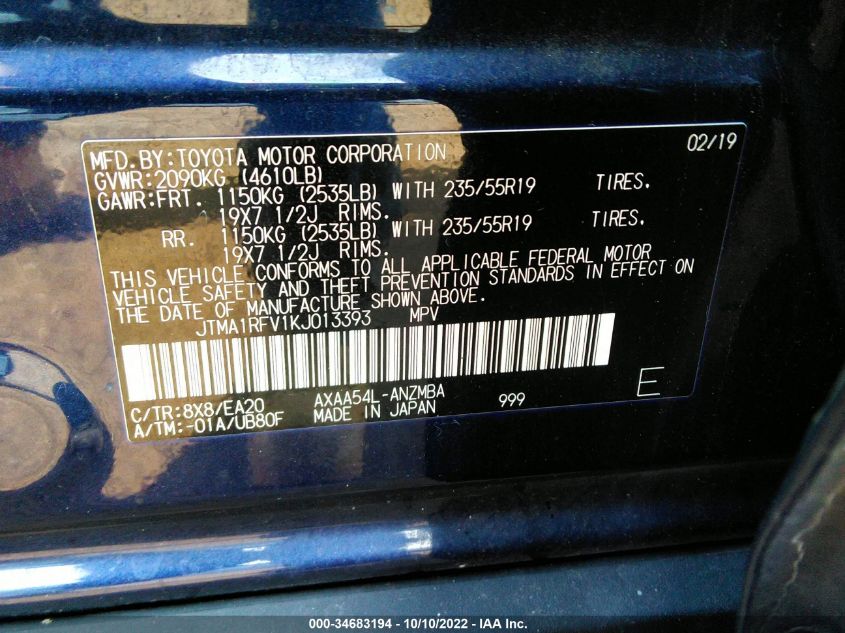 MFD.BY:TOYOTA MOTOR CORPORATION 02/19
GVWR:2090KG (4610LB)
GAWR:FRT. 1150KG (2535LB) WITH 235/55R19 TIRES.
19X7 1/2J RIMS.
RR. 1150KG (2535LB) WITH 235/55R19 TIRES.
19X7 1/2J RIMS.
THIS VEHICLE CONFORMS TO ALL APPLICABLE FEDERAL MOTOR
VEHICLE SAFETY AND THEFT PREVENTION STANDARDS IN EFFECT ON
THE DATE OF MANUFACTURE SHOWN ABOVE.
JTMA1RFV1KJ013393 MPV
C/TR:8X8/EA20 AXAA54L-ANZMBA 999 E
A/TM:-01A/UB80F MADE IN JAPAN
000-34683194 - 10/10/2022 - IAA Inc.